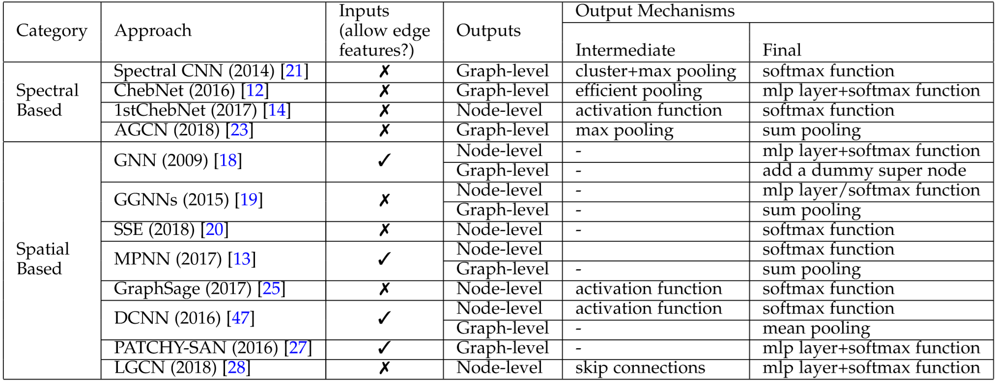 Category Approach Inputs (allow edge features?) Outputs Output Mechanisms
Intermediate Final
Spectral Based
Spectral CNN (2014) [21] ✗ Graph-level cluster+max pooling softmax function
ChebNet (2016) [12] ✗ Graph-level efficient pooling mlp layer+softmax function
1stChebNet (2017) [14] ✗ Node-level activation function softmax function
AGCN (2018) [23] ✗ Graph-level max pooling sum pooling
Spatial Based
GNN (2009) [18] ✓ Node-level - mlp layer+softmax function
Graph-level - add a dummy super node
GGNNs (2015) [19] ✗ Node-level - mlp layer/softmax function
Graph-level - sum pooling
SSE (2018) [20] ✗ Node-level - softmax function
MPNN (2017) [13] ✓ Node-level softmax function
Graph-level - sum pooling
GraphSage (2017) [25] ✗ Node-level activation function softmax function
DCNN (2016) [47] ✓ Node-level activation function softmax function
Graph-level - mean pooling
PATCHY-SAN (2016) [27] ✓ Graph-level - mlp layer+softmax function
LGCN (2018) [28] ✗ Node-level skip connections mlp layer+softmax function